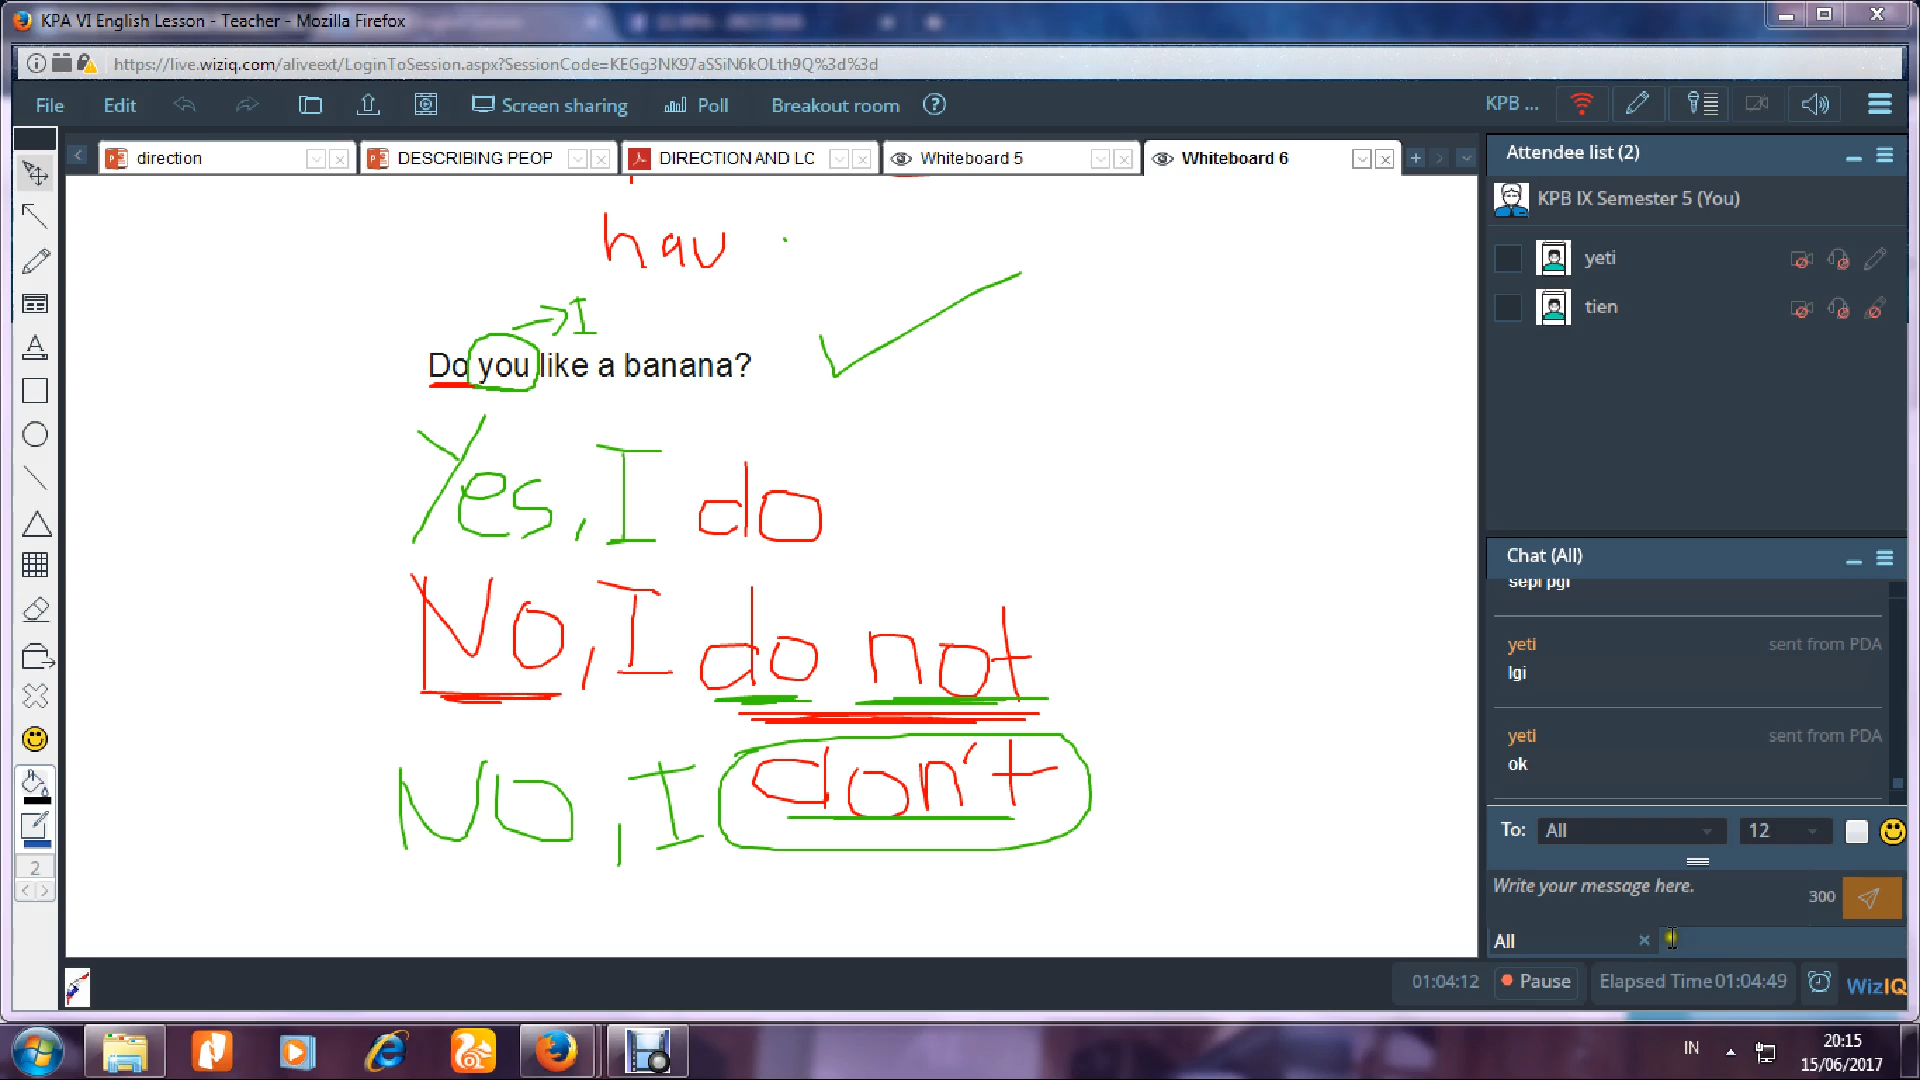 KPA VI English Lesson - Teacher - Mozilla Firefox
https://live.wiziq.com/aliveext/LoginToSession.aspx?SessionCode=KEGg3NK97aSSiN6kOLth9Q%3d%3d
File Edit Screen sharing Poll Breakout room KPB ...
direction DESCRIBING PEOP DIRECTION AND LC Whiteboard 5 Whiteboard 6
hav
I
Do you like a banana?
Yes, I do
No, I do not
NO, I don't
Attendee list (2)
KPB IX Semester 5 (You)
yeti
tien
Chat (All)
sepi pgi
yeti sent from PDA
lgi
yeti sent from PDA
ok
To: All 12
Write your message here. 300
All
2
01:04:12 Pause Elapsed Time 01:04:49 WizIQ
IN 20:15
15/06/2017